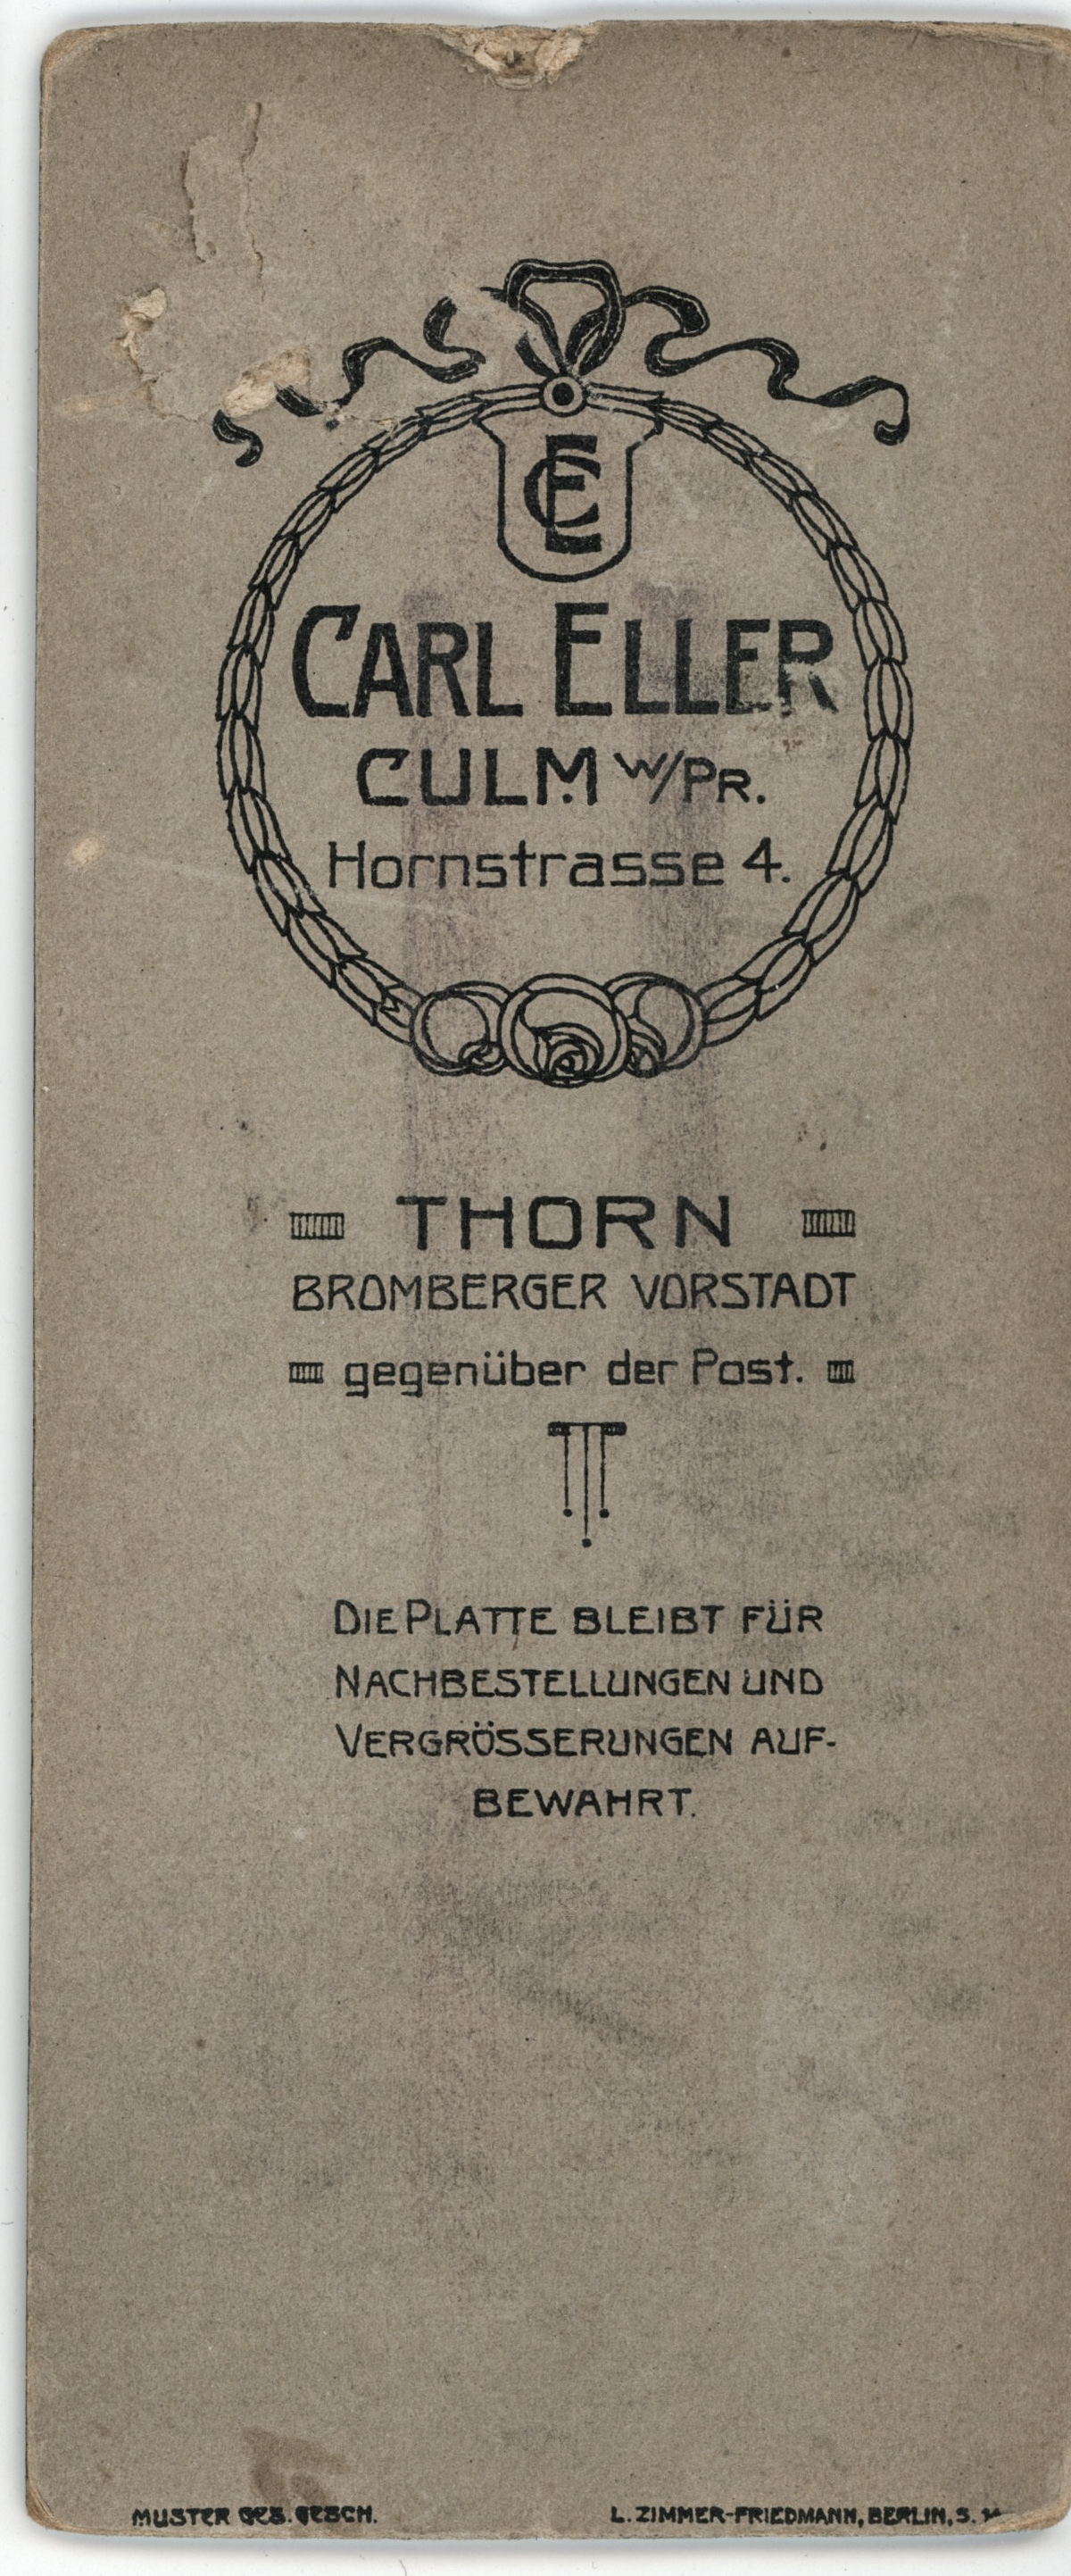 CE
CARL ELLER
CULM W/PR.
Hornstrasse 4.
THORN
BROMBERGER VORSTADT
gegenüber der Post.
DIE PLATTE BLEIBT FÜR
NACHBESTELLUNGEN UND
VERGRÖSSERUNGEN AUF-
BEWAHRT.
MUSTER GES. GESCH.
L. ZIMMER-FRIEDMANN, BERLIN, S.